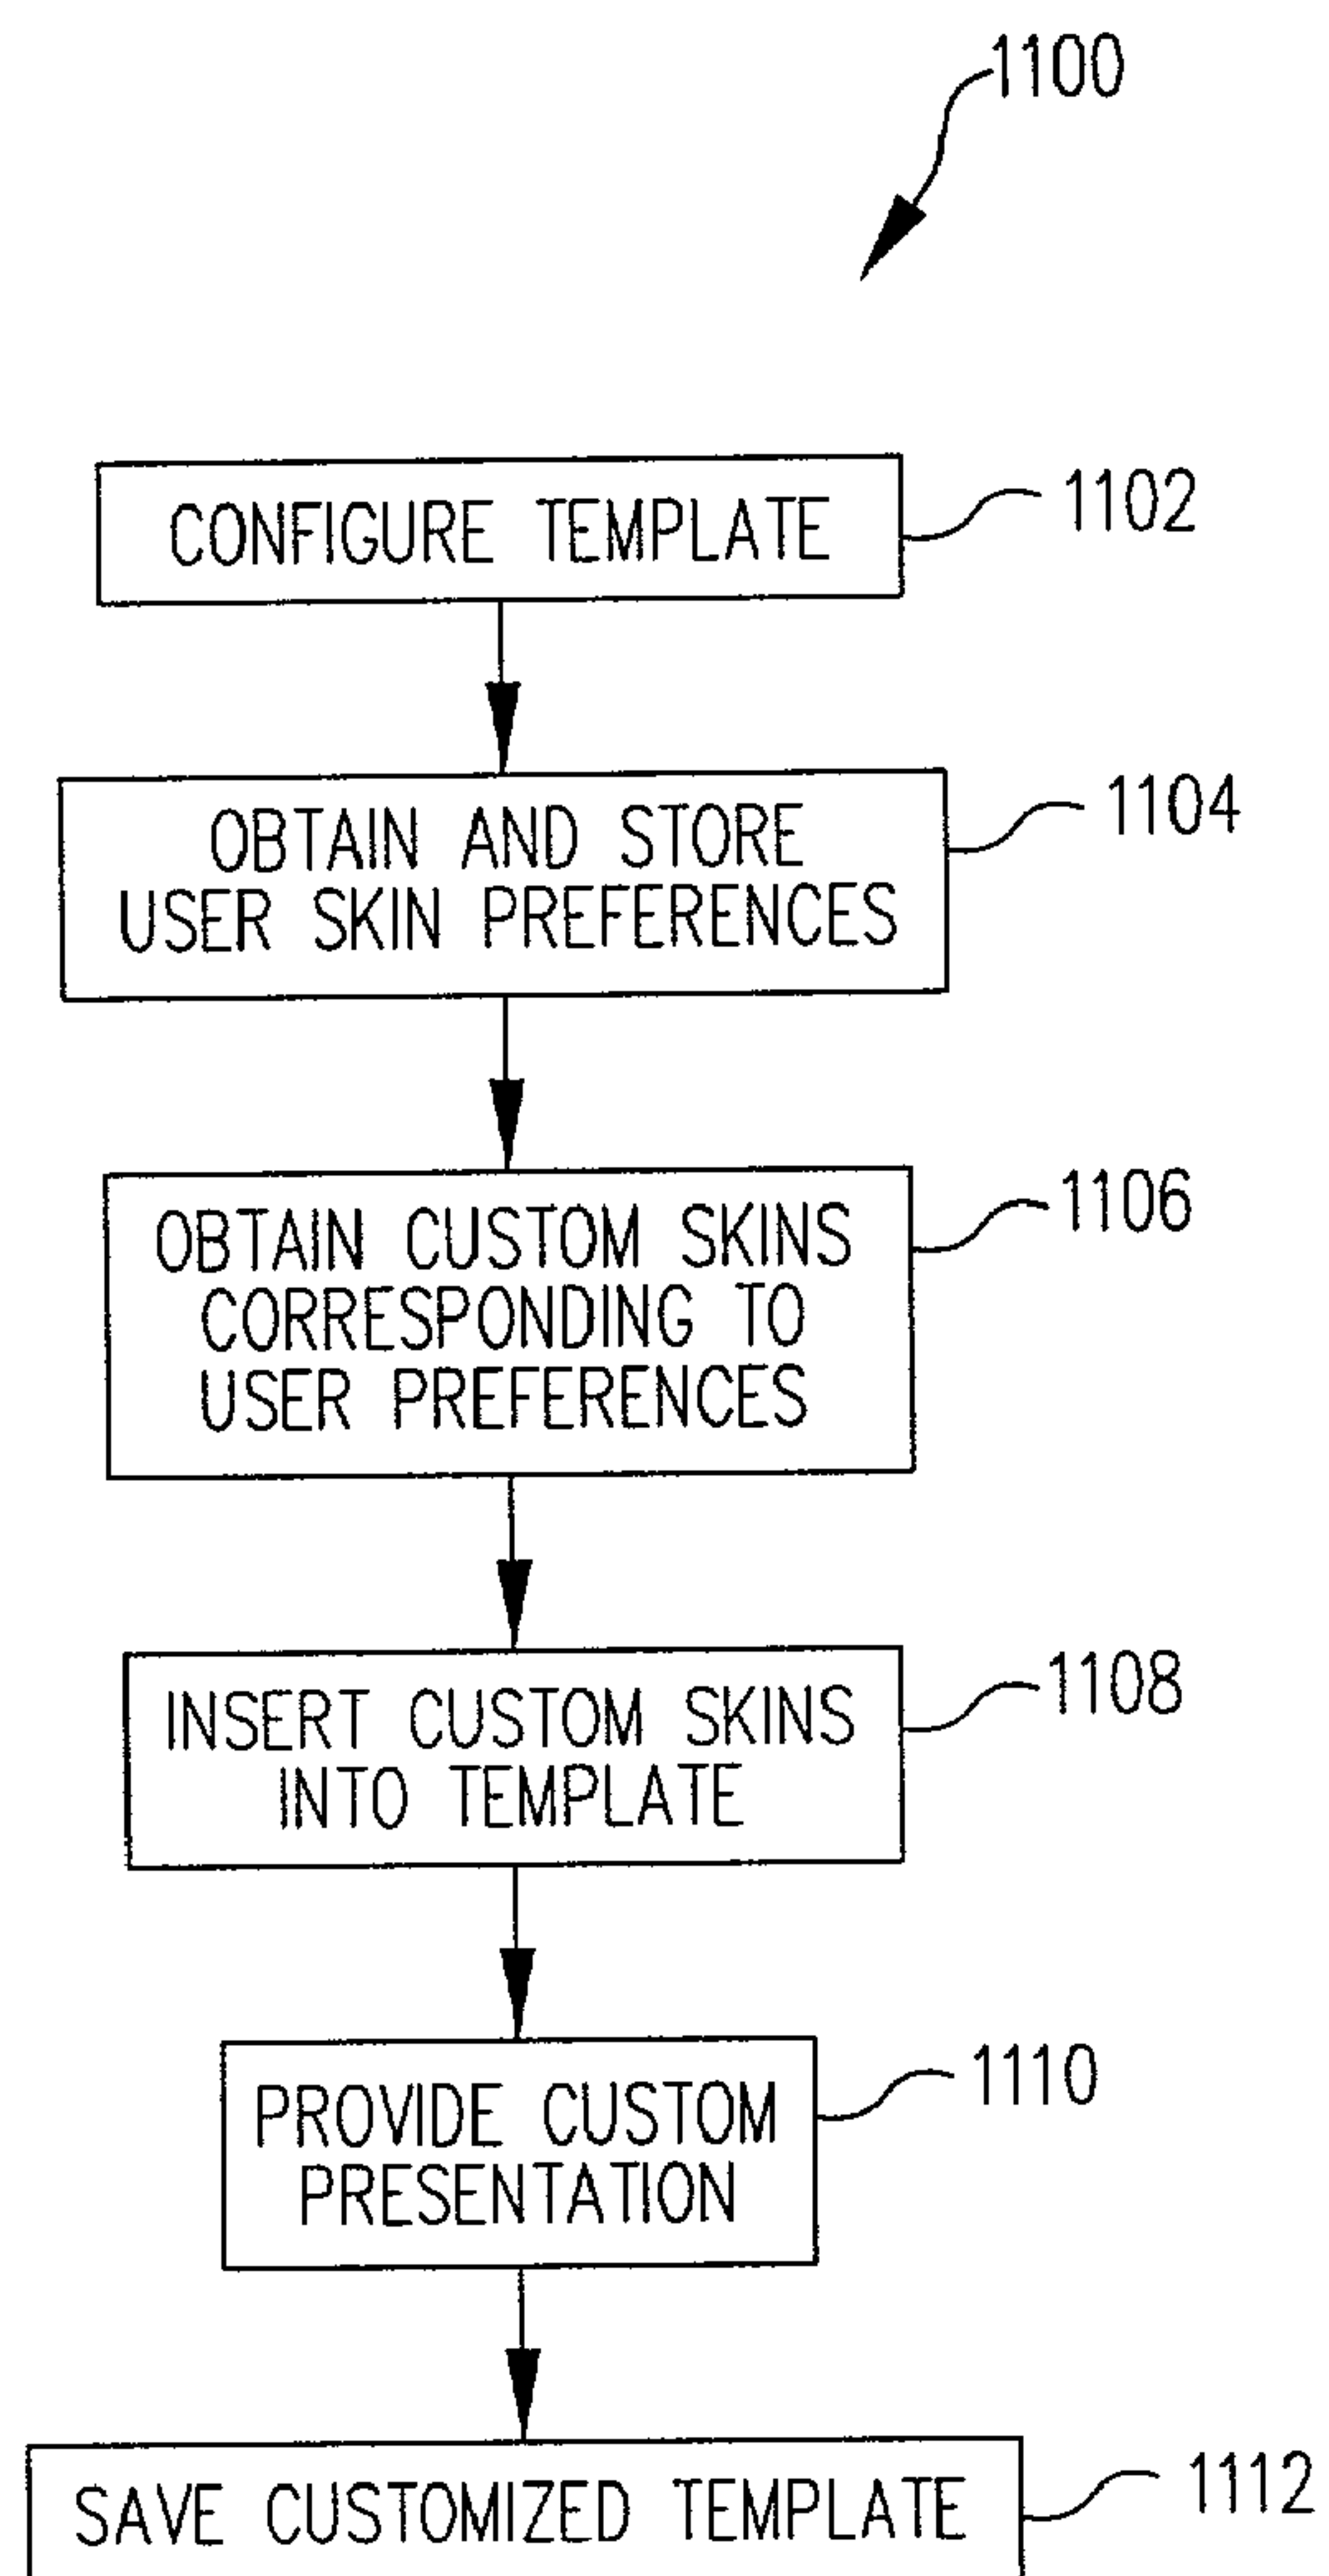 1100
CONFIGURE TEMPLATE
1102
OBTAIN AND STORE
USER SKIN PREFERENCES
1104
OBTAIN CUSTOM SKINS
CORRESPONDING TO
USER PREFERENCES
1106
INSERT CUSTOM SKINS
INTO TEMPLATE
1108
PROVIDE CUSTOM
PRESENTATION
1110
SAVE CUSTOMIZED TEMPLATE
1112